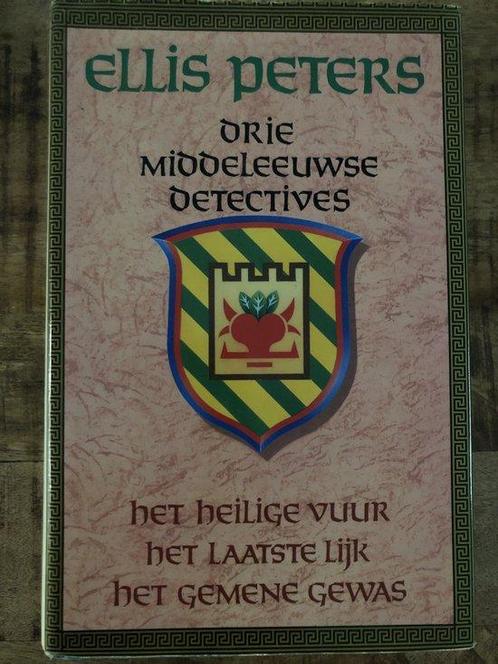 ELLIS PETERS
DRIE
MIDDELEEUWSE
DETECTIVES
HET HEILIGE VUUR
HET LAATSTE LIJK
HET GEMENE GEWAS